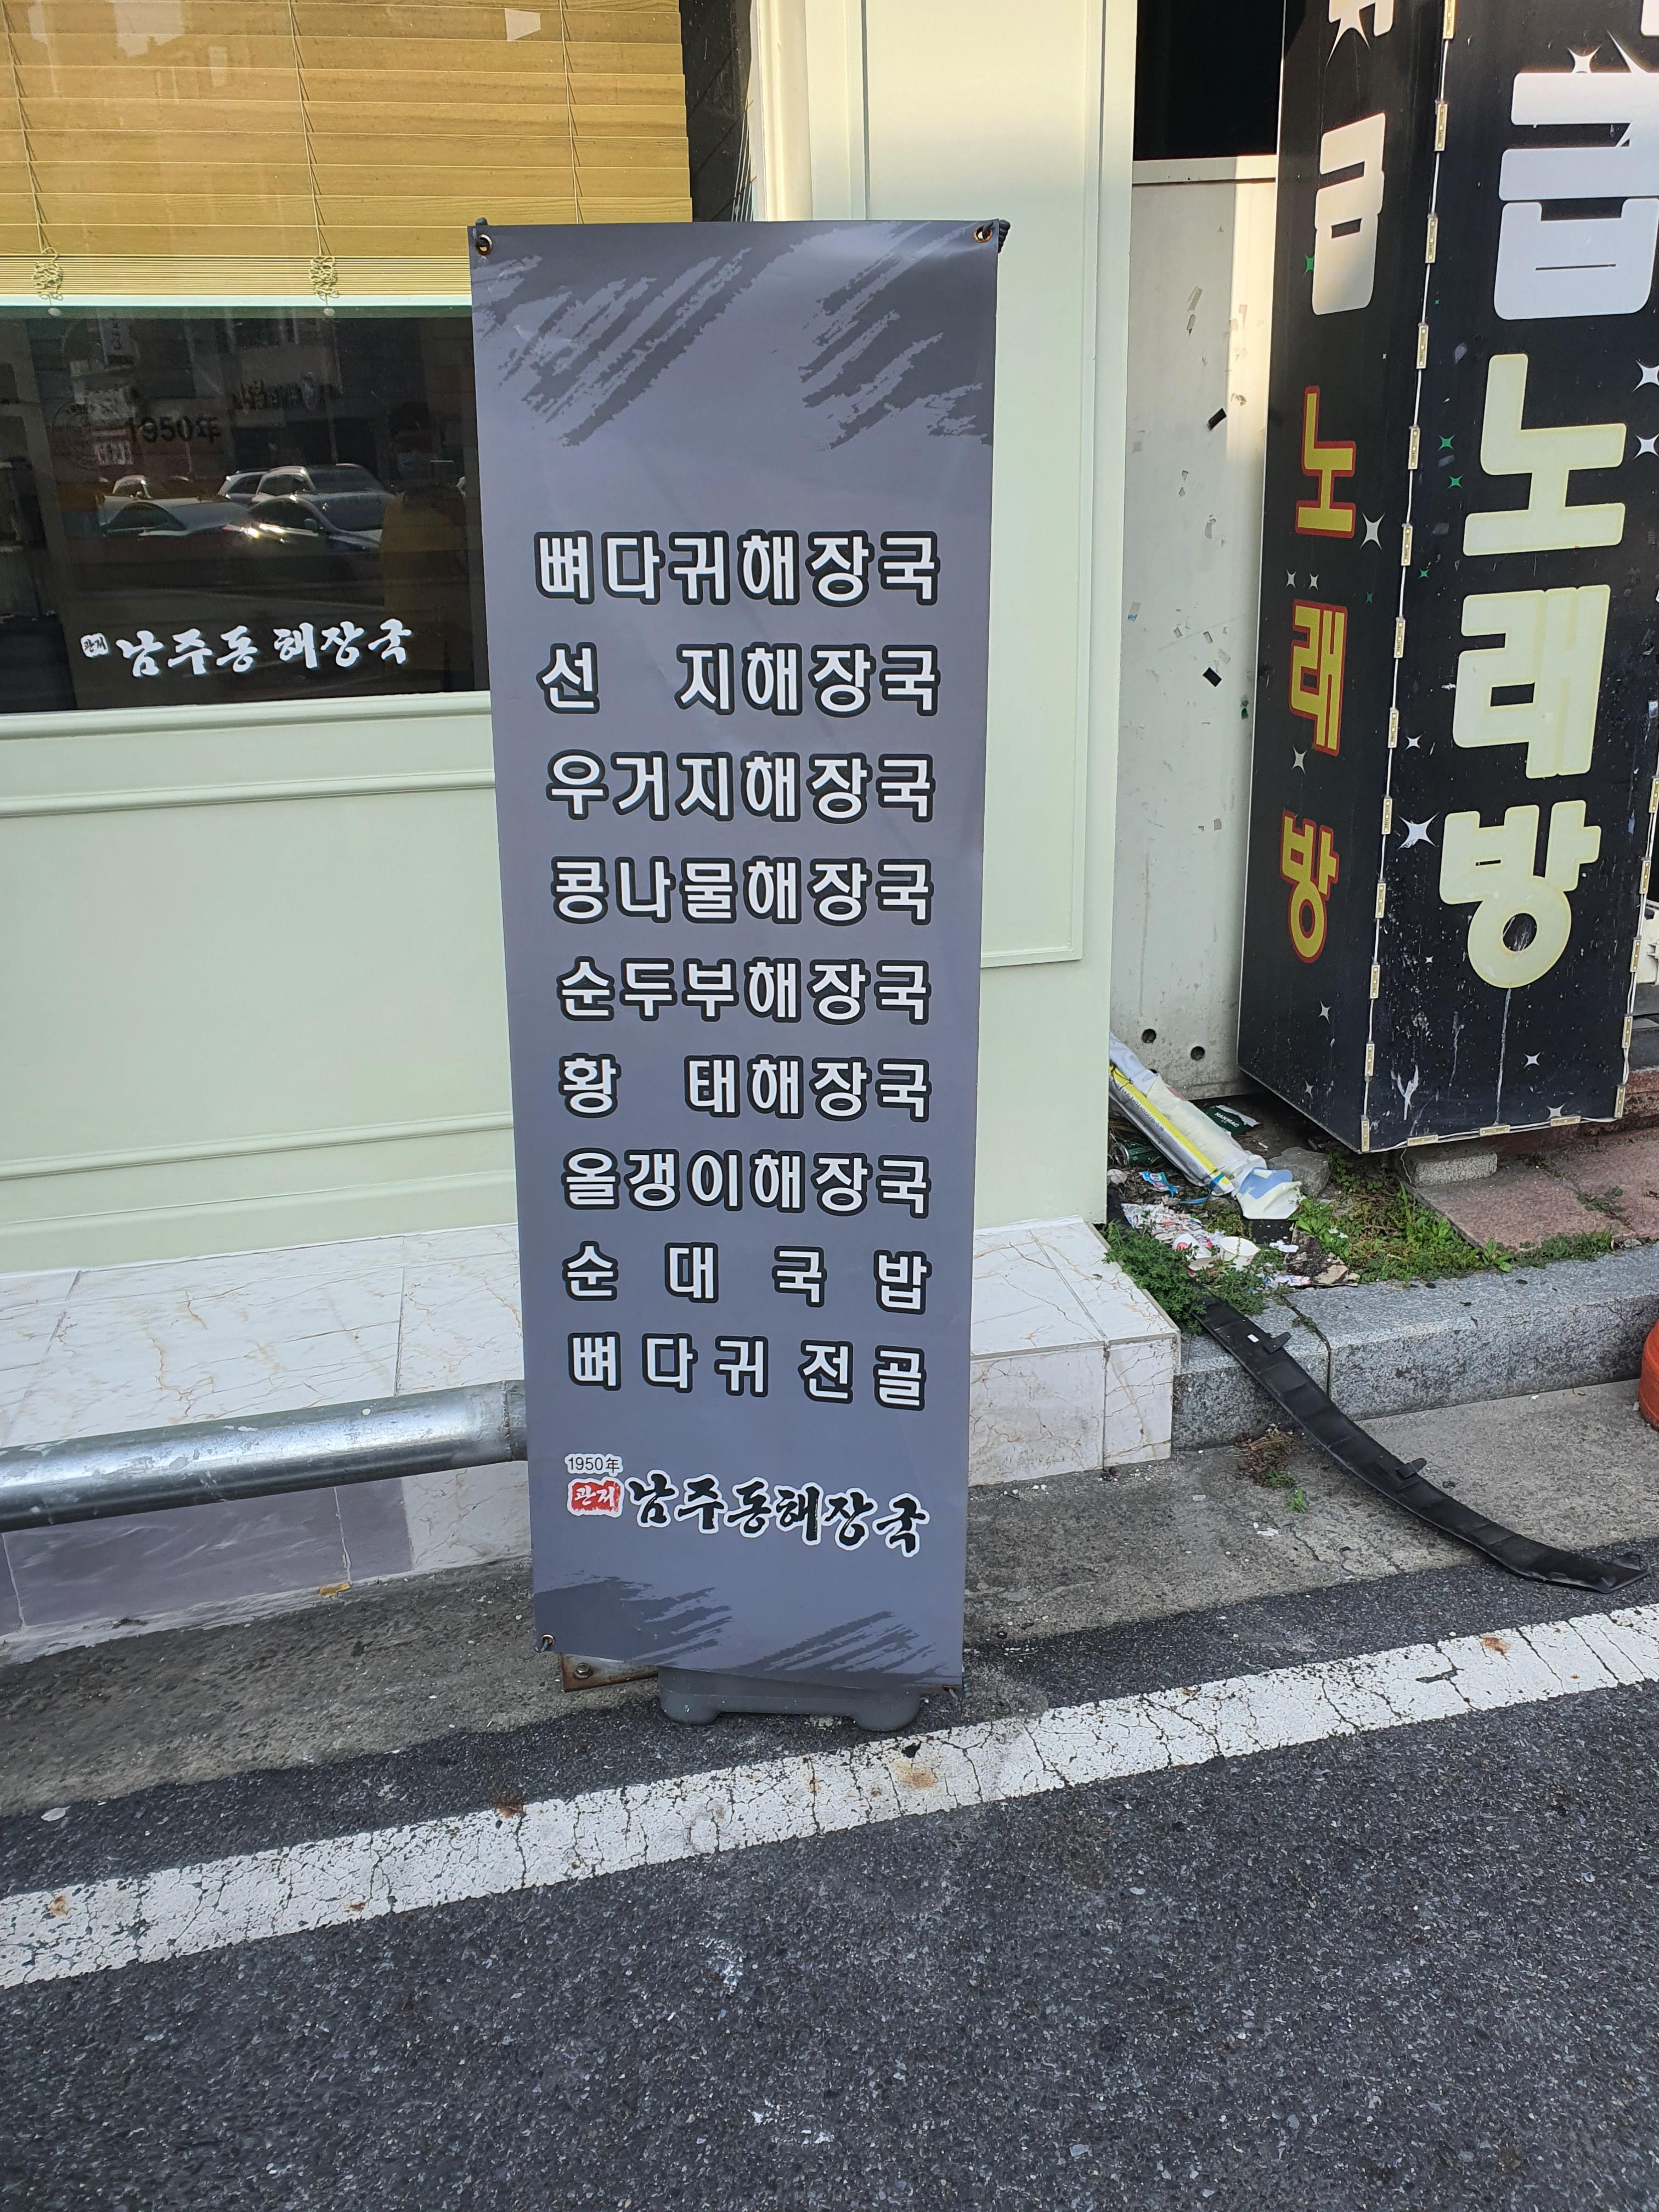 뼈다귀해장국
선 지해장국
우거지해장국
콩나물해장국
순두부해장국
황 태해장국
올갱이해장국
순 대 국 밥
뼈 다 귀 전 골
1950年
관저 남주동해장국
1950年
관저 남주동 해장국
노래방
노래방